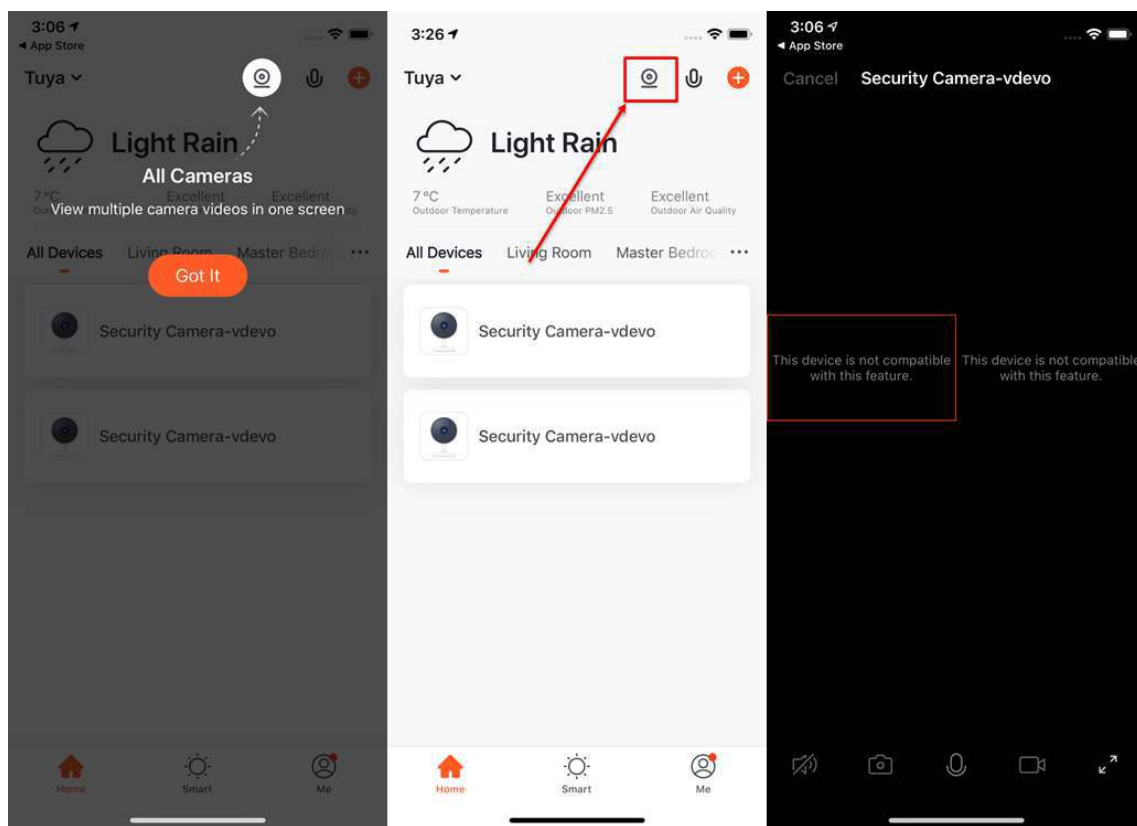 3:06
◀ App Store
Tuya
Light Rain
All Cameras
7 °C
Excellent
Excellent
View multiple camera videos in one screen
All Devices
Living Room
Master Bedr
Got It
Security Camera-vdevo
Security Camera-vdevo
Home
Smart
Me
3:26
Tuya
Light Rain
7 °C
Excellent
Excellent
Outdoor Temperature
Outdoor PM2.5
Outdoor Air Quality
All Devices
Living Room
Master Bedroo
Security Camera-vdevo
Security Camera-vdevo
Home
Smart
Me
3:06
◀ App Store
Cancel
Security Camera-vdevo
This device is not compatible
with this feature.
This device is not compatible
with this feature.